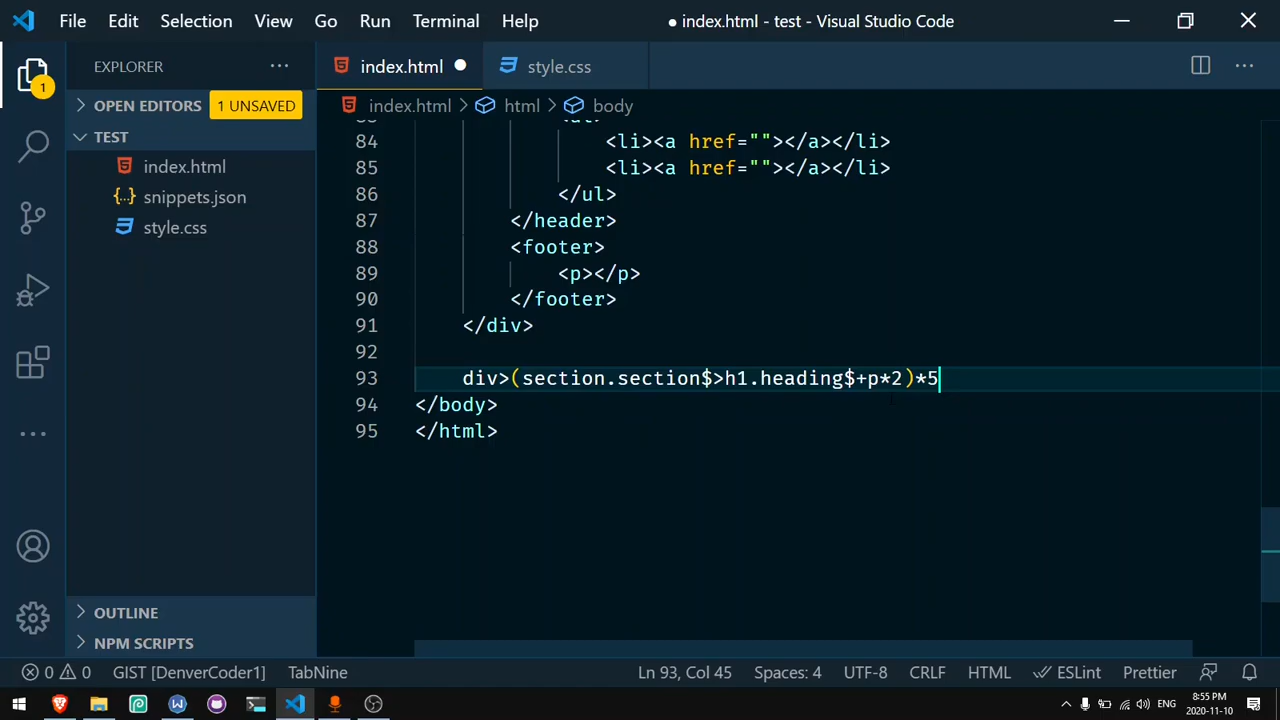 File Edit Selection View Go Run Terminal Help ● index.html - test - Visual Studio Code
EXPLORER ···
index.html ●
style.css
1
OPEN EDITORS 1 UNSAVED
TEST
index.html
snippets.json
style.css
OUTLINE
NPM SCRIPTS
index.html > html > body
83 <ul>
84 <li><a href=""></a></li>
85 <li><a href=""></a></li>
86 </ul>
87 </header>
88 <footer>
89 <p></p>
90 </footer>
91 </div>
92
93 div>(section.section$>h1.heading$+p*2)*5
94 </body>
95 </html>
0 0 GIST [DenverCoder1] TabNine Ln 93, Col 45 Spaces: 4 UTF-8 CRLF HTML ESLint Prettier
ENG 8:55 PM
2020-11-10